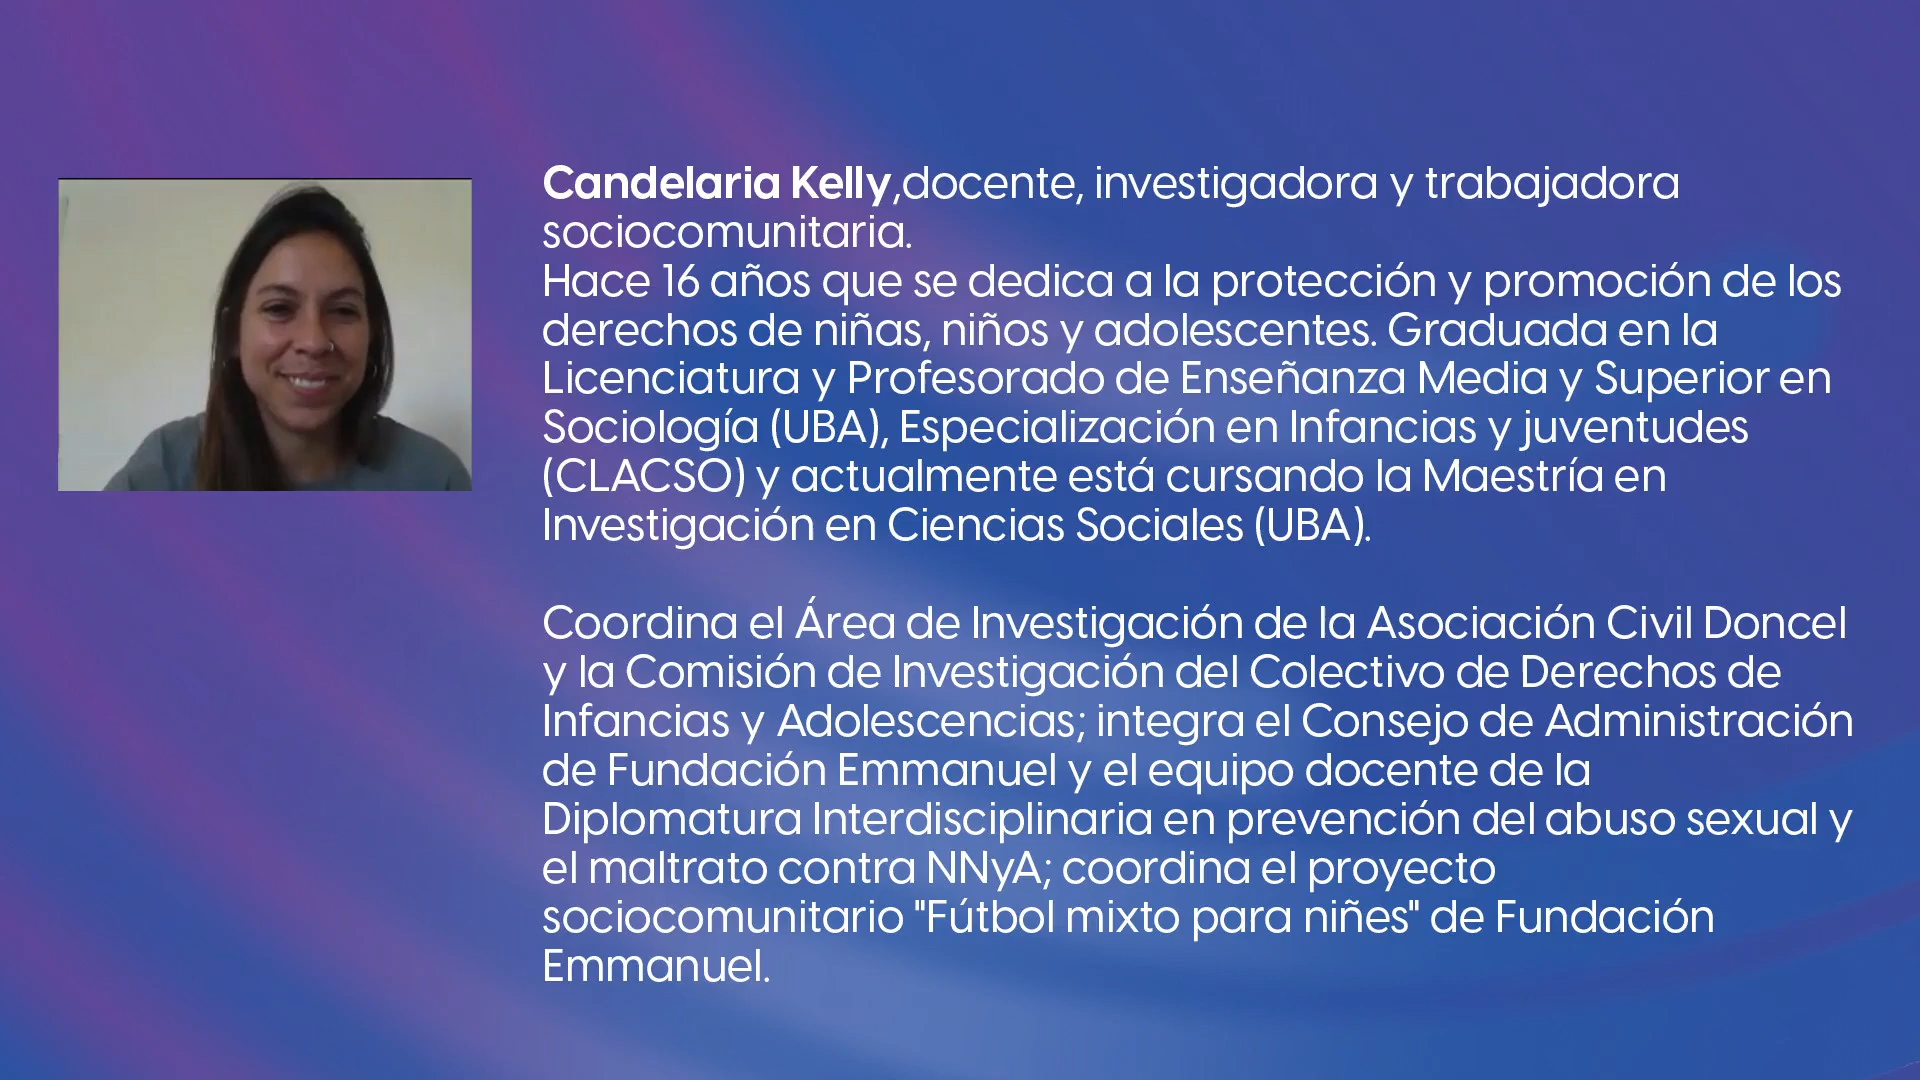 Candelaria Kelly,docente, investigadora y trabajadora
sociocomunitaria.
Hace 16 años que se dedica a la protección y promoción de los
derechos de niñas, niños y adolescentes. Graduada en la
Licenciatura y Profesorado de Enseñanza Media y Superior en
Sociología (UBA), Especialización en Infancias y juventudes
(CLACSO) y actualmente está cursando la Maestría en
Investigación en Ciencias Sociales (UBA).
Coordina el Área de Investigación de la Asociación Civil Doncel
y la Comisión de Investigación del Colectivo de Derechos de
Infancias y Adolescencias; integra el Consejo de Administración
de Fundación Emmanuel y el equipo docente de la
Diplomatura Interdisciplinaria en prevención del abuso sexual y
el maltrato contra NNyA; coordina el proyecto
sociocomunitario "Fútbol mixto para niñes" de Fundación
Emmanuel.